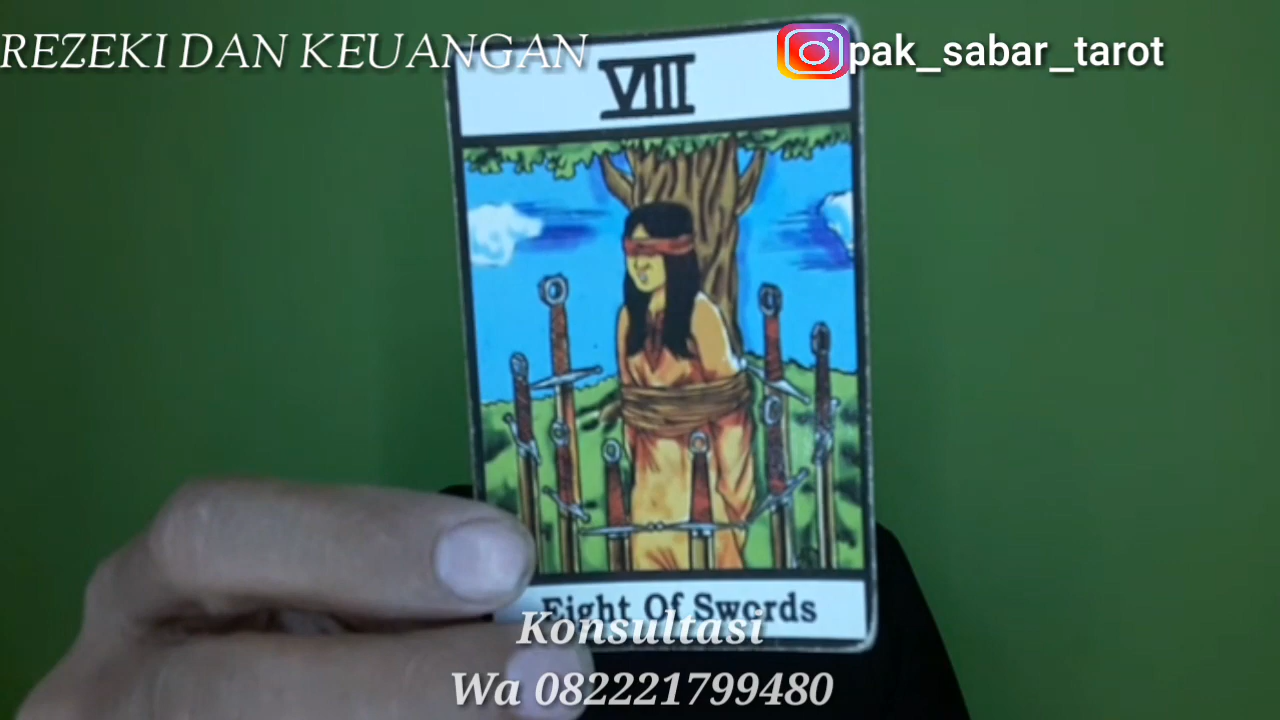 REZEKI DAN KEUANGAN
pak_sabar_tarot
VIII
Eight Of Swords
Konsultasi
Wa 082221799480